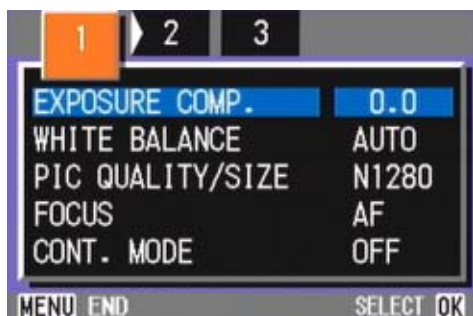 1 2 3
EXPOSURE COMP. 0.0
WHITE BALANCE AUTO
PIC QUALITY/SIZE N1280
FOCUS AF
CONT. MODE OFF
MENU END SELECT OK